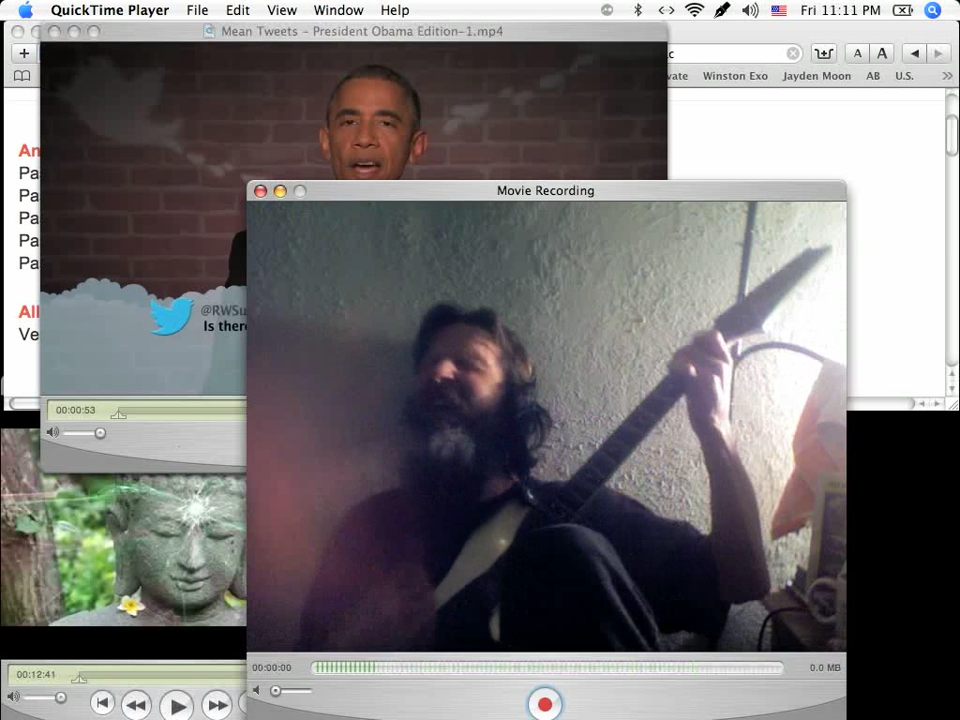 QuickTime Player File Edit View Window Help Fri 11:11 PM
Mean Tweets - President Obama Edition-1.mp4
Winston Exo Jayden Moon AB U.S.
A A
An
Pa
Pa
Pa
Pa
Pa
All
Ve
@RWSu
Is there
00:00:53
Movie Recording
00:00:00 0.0 MB
00:12:41